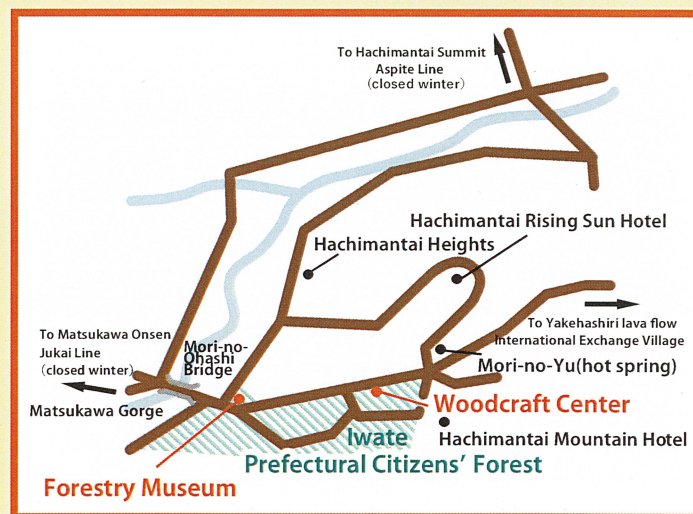 To Hachimantai Summit
Aspite Line
(closed winter)
Hachimantai Rising Sun Hotel
Hachimantai Heights
To Yakehashiri lava flow
International Exchange Village
To Matsukawa Onsen
Jukai Line
(closed winter)
Mori-no-
Ohashi
Bridge
Mori-no-Yu(hot spring)
Matsukawa Gorge
Woodcraft Center
Hachimantai Mountain Hotel
Iwate
Prefectural Citizens' Forest
Forestry Museum